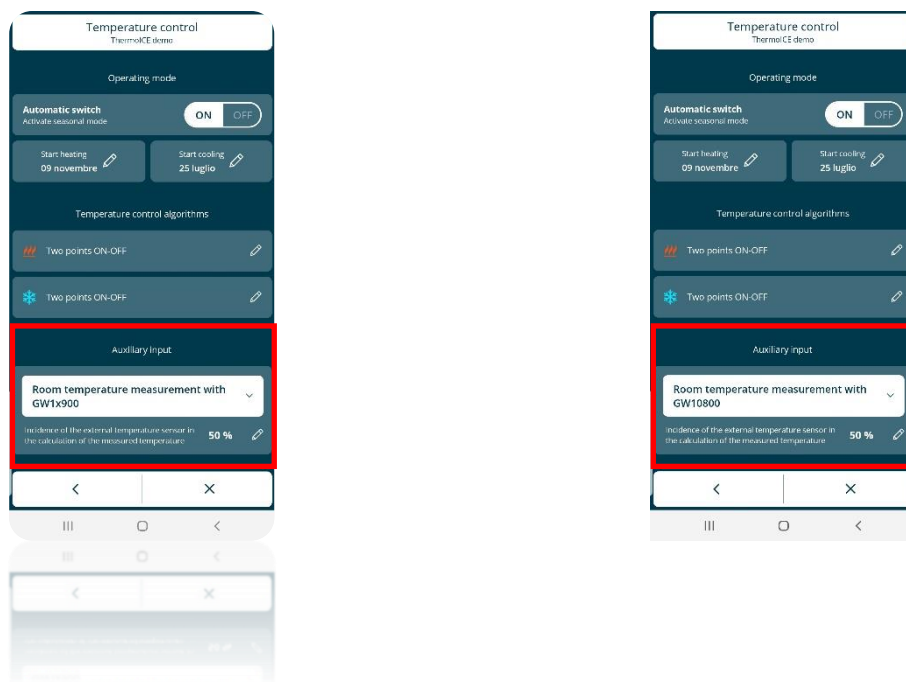 Temperature control
ThermoICE demo
Operating mode
Automatic switch
Activate seasonal mode
ON OFF
Start heating
09 novembre
Start cooling
25 luglio
Temperature control algorithms
Two points ON-OFF
Two points ON-OFF
Auxiliary input
Room temperature measurement with
GW1x900
Incidence of the external temperature sensor in
the calculation of the measured temperature
50 %
Temperature control
ThermoICE demo
Operating mode
Automatic switch
Activate seasonal mode
ON OFF
Start heating
09 novembre
Start cooling
25 luglio
Temperature control algorithms
Two points ON-OFF
Two points ON-OFF
Auxiliary input
Room temperature measurement with
GW10800
Incidence of the external temperature sensor in
the calculation of the measured temperature
50 %